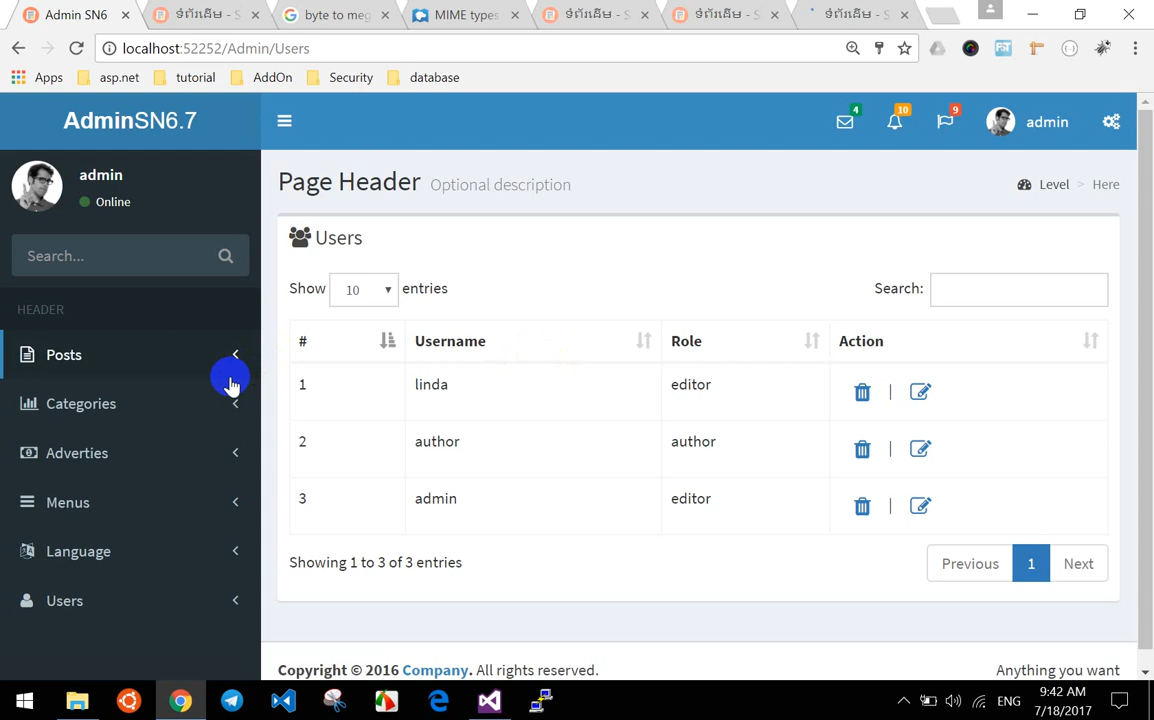 Admin SN6
ទំព័រដើម - S
byte to meg
MIME types
ទំព័រដើម - S
ទំព័រដើម - S
ទំព័រដើម - S
localhost:52252/Admin/Users
Apps
asp.net
tutorial
AddOn
Security
database
AdminSN6.7
4
10
9
admin
admin
Online
Search...
HEADER
Posts
Categories
Adverties
Menus
Language
Users
Page Header Optional description
Level > Here
Users
Show 10 entries
Search:
# Username Role Action
1 linda editor |
2 author author |
3 admin editor |
Showing 1 to 3 of 3 entries
Previous 1 Next
Copyright © 2016 Company. All rights reserved.
Anything you want
ENG
9:42 AM
7/18/2017